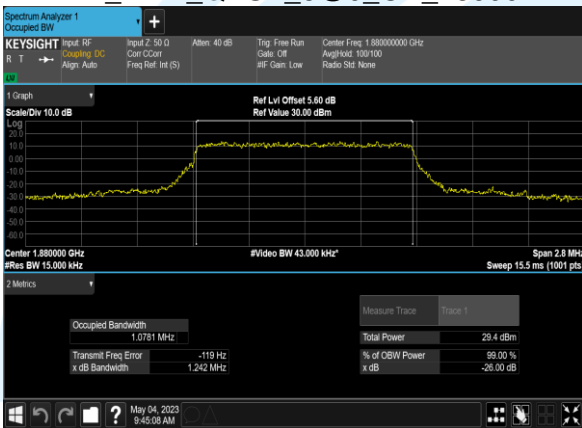 Spectrum Analyzer 1
Occupied BW
KEYSIGHT
R T
LW
Input: RF
Coupling: DC
Align: Auto
Input Z: 50 Ω
Corr CCorr
Freq Ref: Int (S)
Atten: 40 dB
Trig: Free Run
Gate: Off
#IF Gain: Low
Center Freq: 1.880000000 GHz
Avg|Hold: 100/100
Radio Std: None
1 Graph
Scale/Div 10.0 dB
Ref Lvl Offset 5.60 dB
Ref Value 30.00 dBm
Log
20.0
10.0
0.00
-10.0
-20.0
-30.0
-40.0
-50.0
-60.0
Center 1.880000 GHz
#Res BW 15.000 kHz
#Video BW 43.000 kHz*
Span 2.8 MHz
Sweep 15.5 ms (1001 pts)
2 Metrics
Measure Trace
Trace 1
Occupied Bandwidth
1.0781 MHz
Total Power
29.4 dBm
Transmit Freq Error
-119 Hz
% of OBW Power
99.00 %
x dB Bandwidth
1.242 MHz
x dB
-26.00 dB
?
May 04, 2023
9:45:08 AM